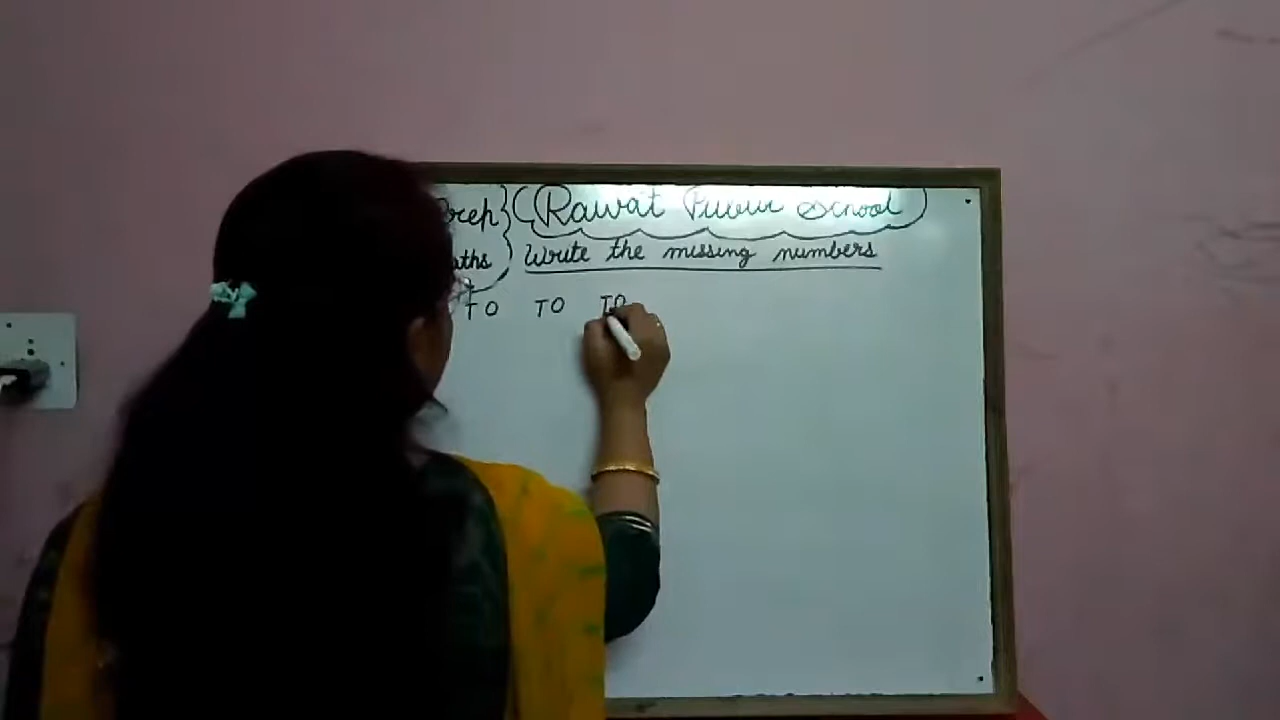 Rawat Public School
Write the missing numbers
TO TO TO